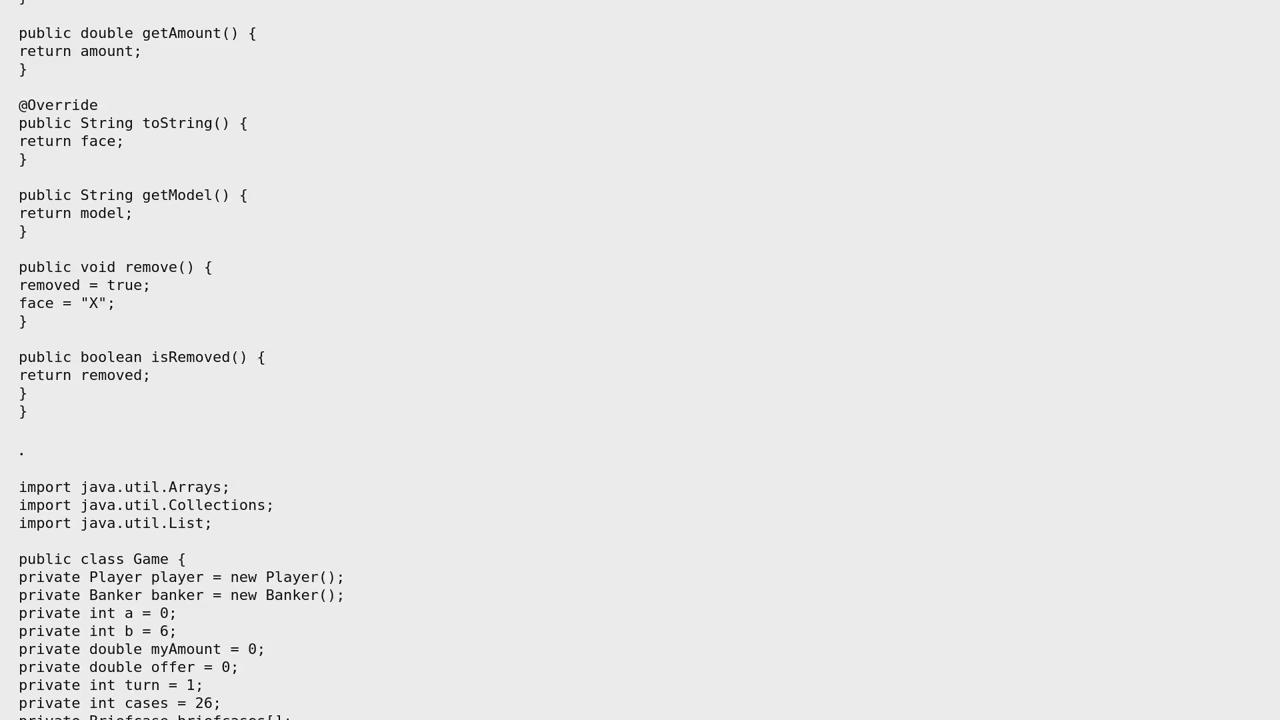 }
public double getAmount() {
return amount;
}
@Override
public String toString() {
return face;
}
public String getModel() {
return model;
}
public void remove() {
removed = true;
face = "X";
}
public boolean isRemoved() {
return removed;
}
}
.
import java.util.Arrays;
import java.util.Collections;
import java.util.List;
public class Game {
private Player player = new Player();
private Banker banker = new Banker();
private int a = 0;
private int b = 6;
private double myAmount = 0;
private double offer = 0;
private int turn = 1;
private int cases = 26;
private Briefcase briefcases[];